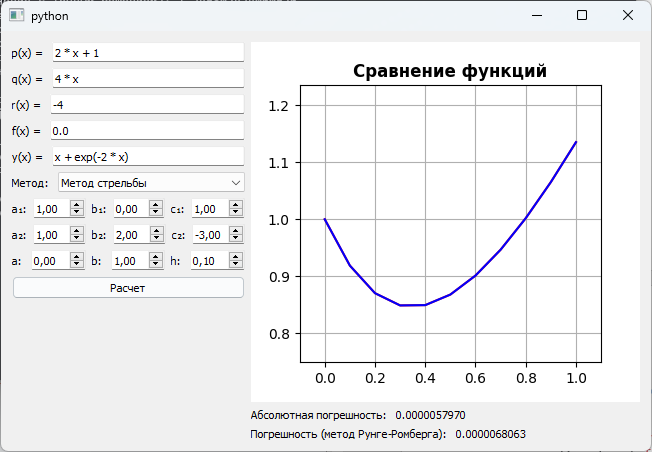 python
p(x) = 2 * x + 1
q(x) = 4 * x
r(x) = -4
f(x) = 0.0
y(x) = x + exp(-2 * x)
Метод: Метод стрельбы
a₁: 1,00 b₁: 0,00 c₁: 1,00
a₂: 1,00 b₂: 2,00 c₂: -3,00
a: 0,00 b: 1,00 h: 0,10
Расчет
Сравнение функций
1.2
1.1
1.0
0.9
0.8
0.0 0.2 0.4 0.6 0.8 1.0
Абсолютная погрешность: 0.0000057970
Погрешность (метод Рунге-Ромберга): 0.0000068063